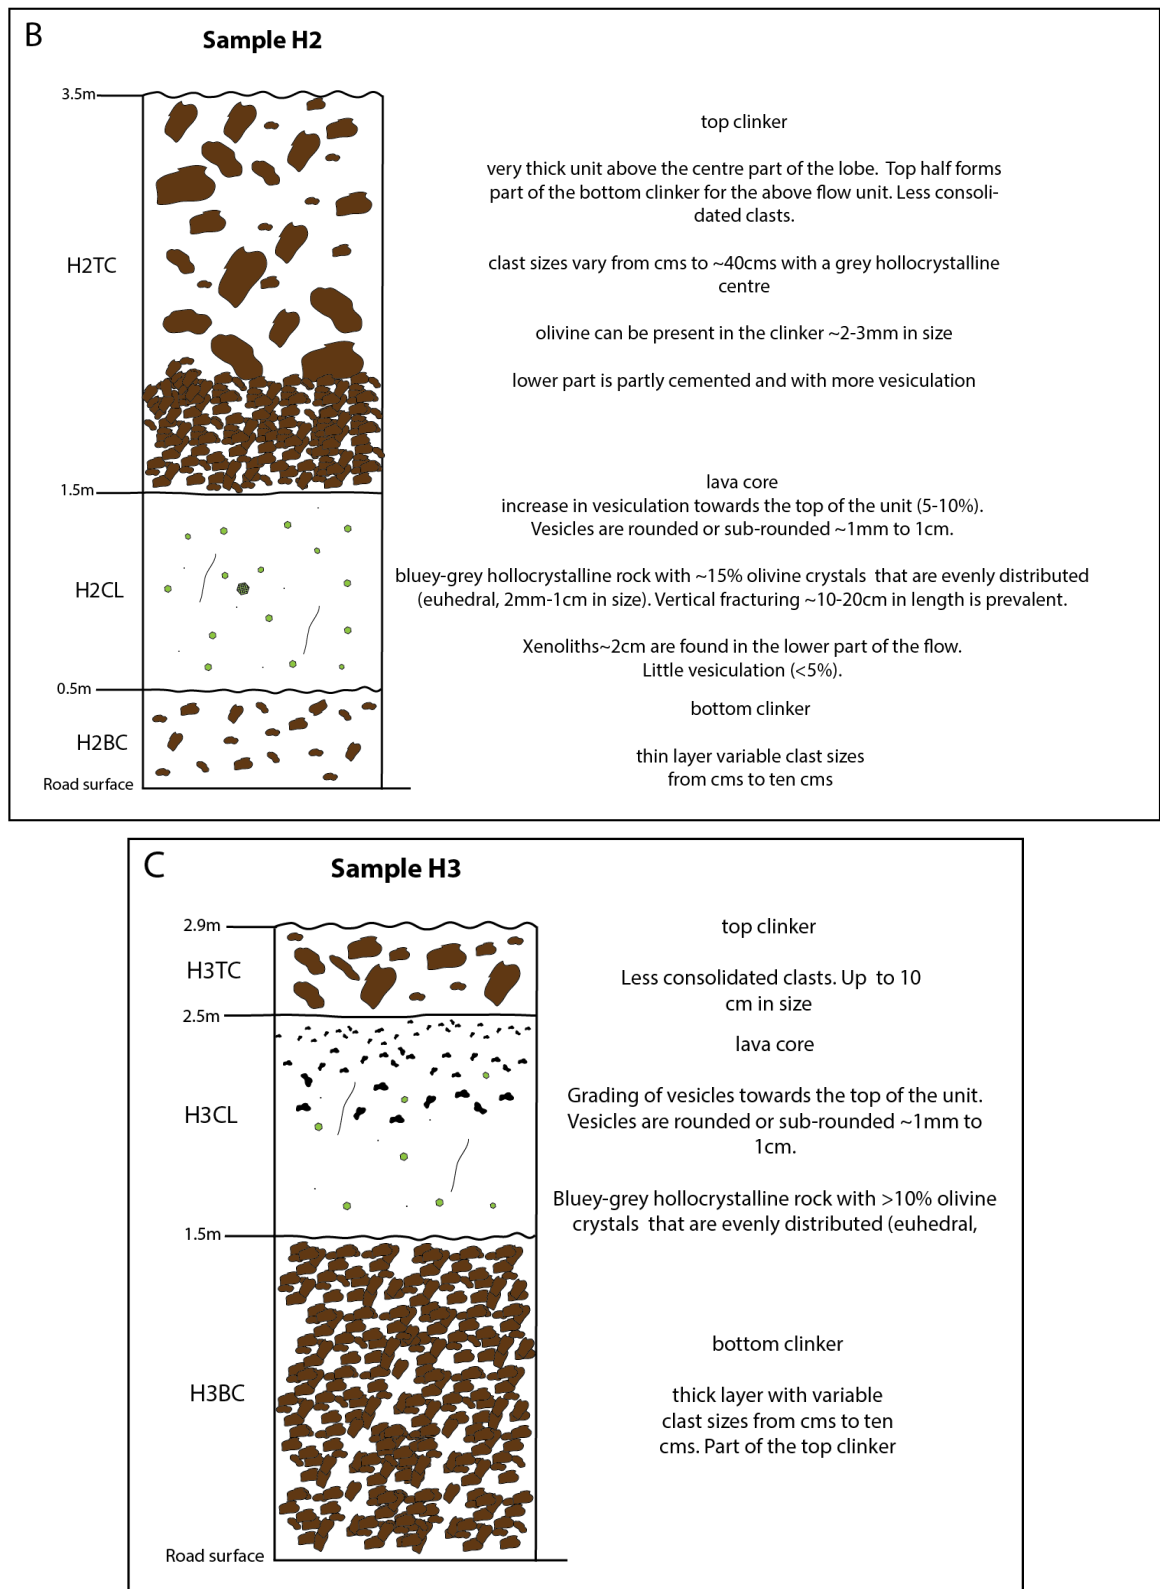 B
Sample H2
3.5m
H2TC
1.5m
H2CL
0.5m
H2BC
Road surface
top clinker
very thick unit above the centre part of the lobe. Top half forms
part of the bottom clinker for the above flow unit. Less consoli-
dated clasts.
clast sizes vary from cms to ~40cms with a grey hollocrystalline
centre
olivine can be present in the clinker ~2-3mm in size
lower part is partly cemented and with more vesiculation
lava core
increase in vesiculation towards the top of the unit (5-10%).
Vesicles are rounded or sub-rounded ~1mm to 1cm.
bluey-grey hollocrystalline rock with ~15% olivine crystals that are evenly distributed
(euhedral, 2mm-1cm in size). Vertical fracturing ~10-20cm in length is prevalent.
Xenoliths~2cm are found in the lower part of the flow.
Little vesiculation (<5%).
bottom clinker
thin layer variable clast sizes
from cms to ten cms
C
Sample H3
2.9m
H3TC
2.5m
H3CL
1.5m
H3BC
Road surface
top clinker
Less consolidated clasts. Up to 10
cm in size
lava core
Grading of vesicles towards the top of the unit.
Vesicles are rounded or sub-rounded ~1mm to
1cm.
Bluey-grey hollocrystalline rock with >10% olivine
crystals that are evenly distributed (euhedral,
bottom clinker
thick layer with variable
clast sizes from cms to ten
cms. Part of the top clinker